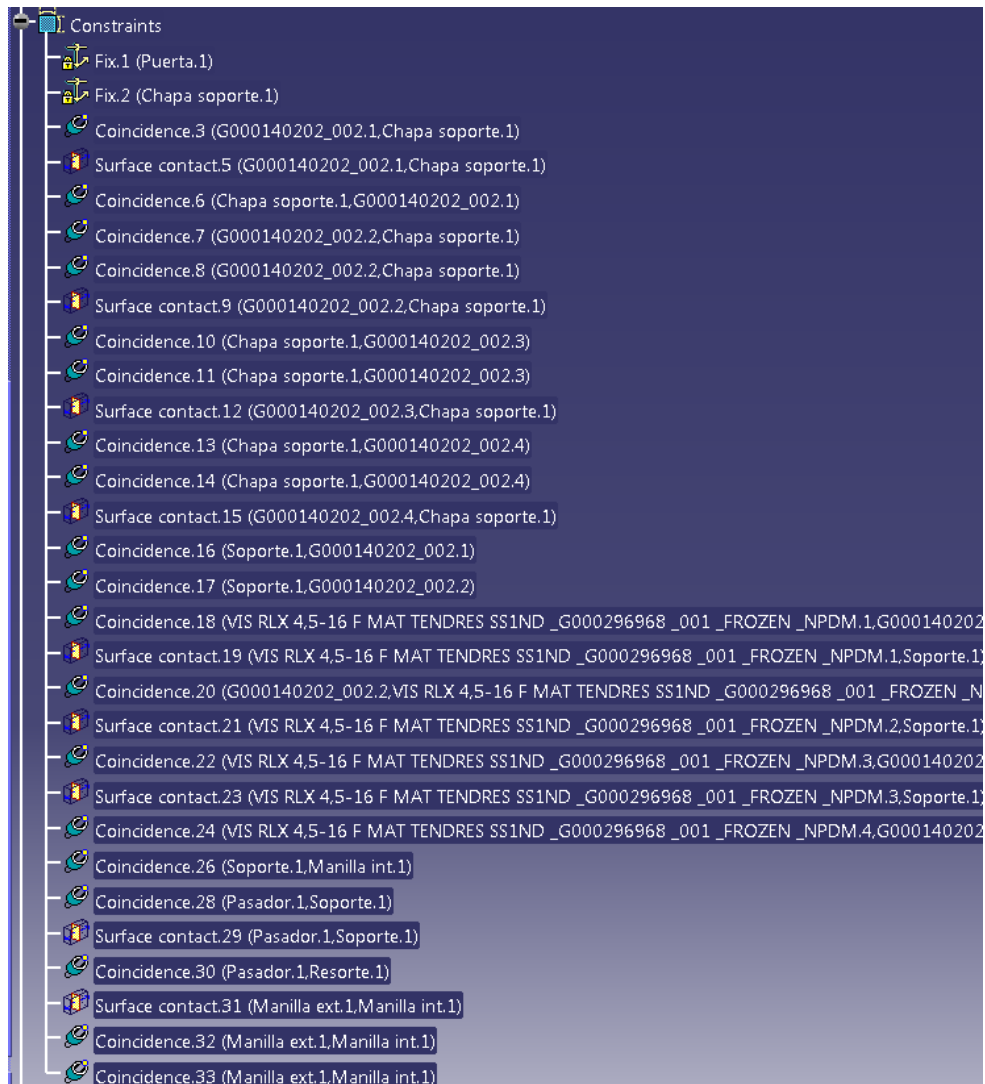 Constraints
Fix.1 (Puerta.1)
Fix.2 (Chapa soporte.1)
Coincidence.3 (G000140202_002.1,Chapa soporte.1)
Surface contact.5 (G000140202_002.1,Chapa soporte.1)
Coincidence.6 (Chapa soporte.1,G000140202_002.1)
Coincidence.7 (G000140202_002.2,Chapa soporte.1)
Coincidence.8 (G000140202_002.2,Chapa soporte.1)
Surface contact.9 (G000140202_002.2,Chapa soporte.1)
Coincidence.10 (Chapa soporte.1,G000140202_002.3)
Coincidence.11 (Chapa soporte.1,G000140202_002.3)
Surface contact.12 (G000140202_002.3,Chapa soporte.1)
Coincidence.13 (Chapa soporte.1,G000140202_002.4)
Coincidence.14 (Chapa soporte.1,G000140202_002.4)
Surface contact.15 (G000140202_002.4,Chapa soporte.1)
Coincidence.16 (Soporte.1,G000140202_002.1)
Coincidence.17 (Soporte.1,G000140202_002.2)
Coincidence.18 (VIS RLX 4,5-16 F MAT TENDRES SS1ND _G000296968 _001 _FROZEN _NPDM.1,G000140202
Surface contact.19 (VIS RLX 4,5-16 F MAT TENDRES SS1ND _G000296968 _001 _FROZEN _NPDM.1,Soporte.1)
Coincidence.20 (G000140202_002.2,VIS RLX 4,5-16 F MAT TENDRES SS1ND _G000296968 _001 _FROZEN _N
Surface contact.21 (VIS RLX 4,5-16 F MAT TENDRES SS1ND _G000296968 _001 _FROZEN _NPDM.2,Soporte.1)
Coincidence.22 (VIS RLX 4,5-16 F MAT TENDRES SS1ND _G000296968 _001 _FROZEN _NPDM.3,G000140202
Surface contact.23 (VIS RLX 4,5-16 F MAT TENDRES SS1ND _G000296968 _001 _FROZEN _NPDM.3,Soporte.1)
Coincidence.24 (VIS RLX 4,5-16 F MAT TENDRES SS1ND _G000296968 _001 _FROZEN _NPDM.4,G000140202
Coincidence.26 (Soporte.1,Manilla int.1)
Coincidence.28 (Pasador.1,Soporte.1)
Surface contact.29 (Pasador.1,Soporte.1)
Coincidence.30 (Pasador.1,Resorte.1)
Surface contact.31 (Manilla ext.1,Manilla int.1)
Coincidence.32 (Manilla ext.1,Manilla int.1)
Coincidence.33 (Manilla ext.1,Manilla int.1)